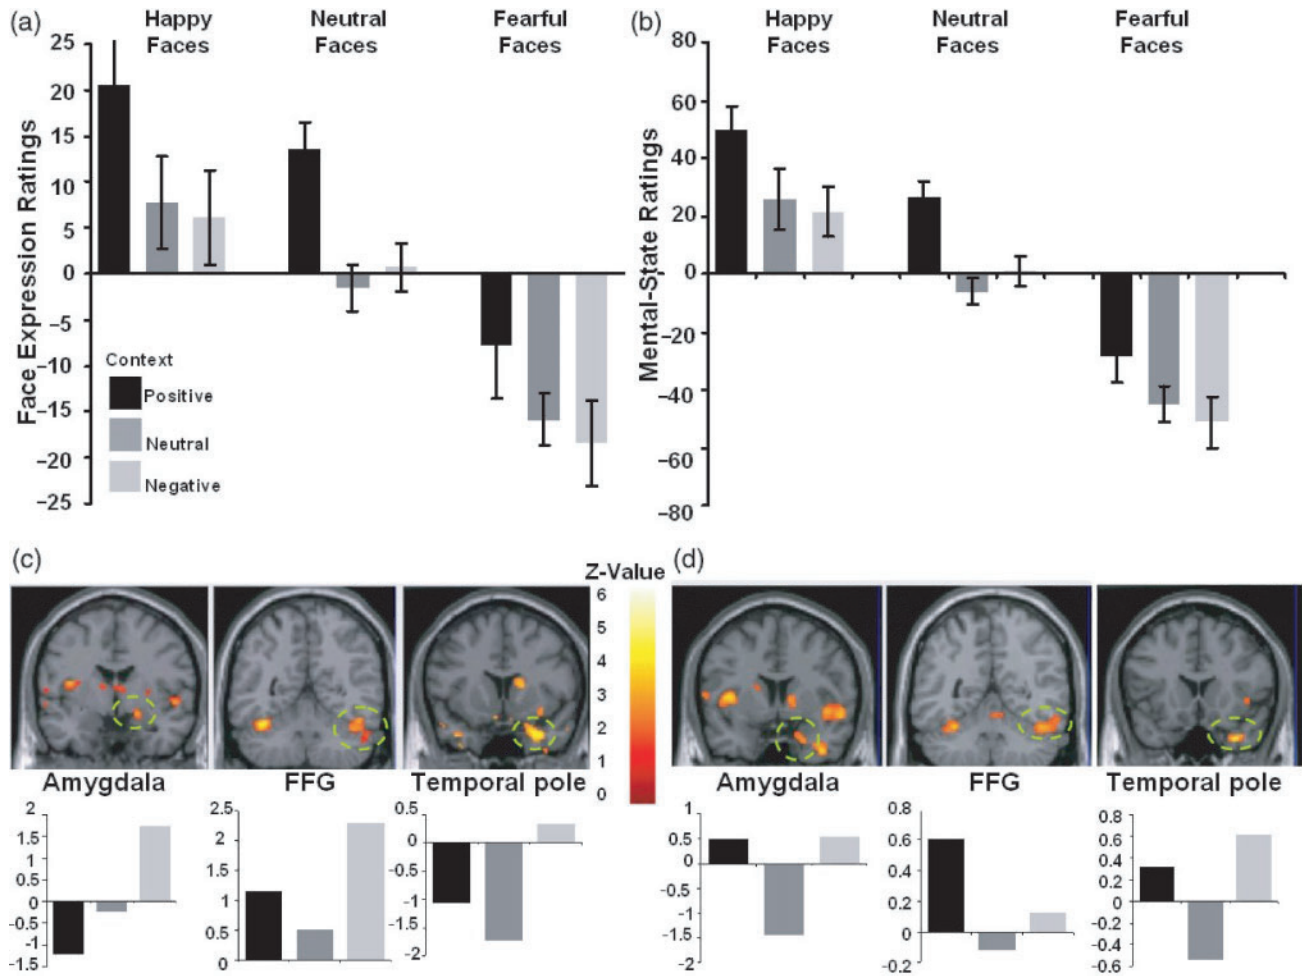 (a)
Happy Faces
Neutral Faces
Fearful Faces
Face Expression Ratings
25
20
15
10
5
0
−5
−10
−15
−20
−25
Context
Positive
Neutral
Negative
(b)
Happy Faces
Neutral Faces
Fearful Faces
Mental-State Ratings
80
60
40
20
0
−20
−40
−60
−80
(c)
Z-Value
6
5
4
3
2
1
0
(d)
Amygdala
2
1.5
1
0.5
0
-0.5
-1
1.5
FFG
2.5
2
1.5
1
0.5
0
Temporal pole
0.5
0
-0.5
-1
-1.5
-2
Amygdala
1
0.5
0
-0.5
-1
-1.5
-2
FFG
0.8
0.6
0.4
0.2
0
-0.2
Temporal pole
0.8
0.6
0.4
0.2
0
-0.2
-0.4
-0.6